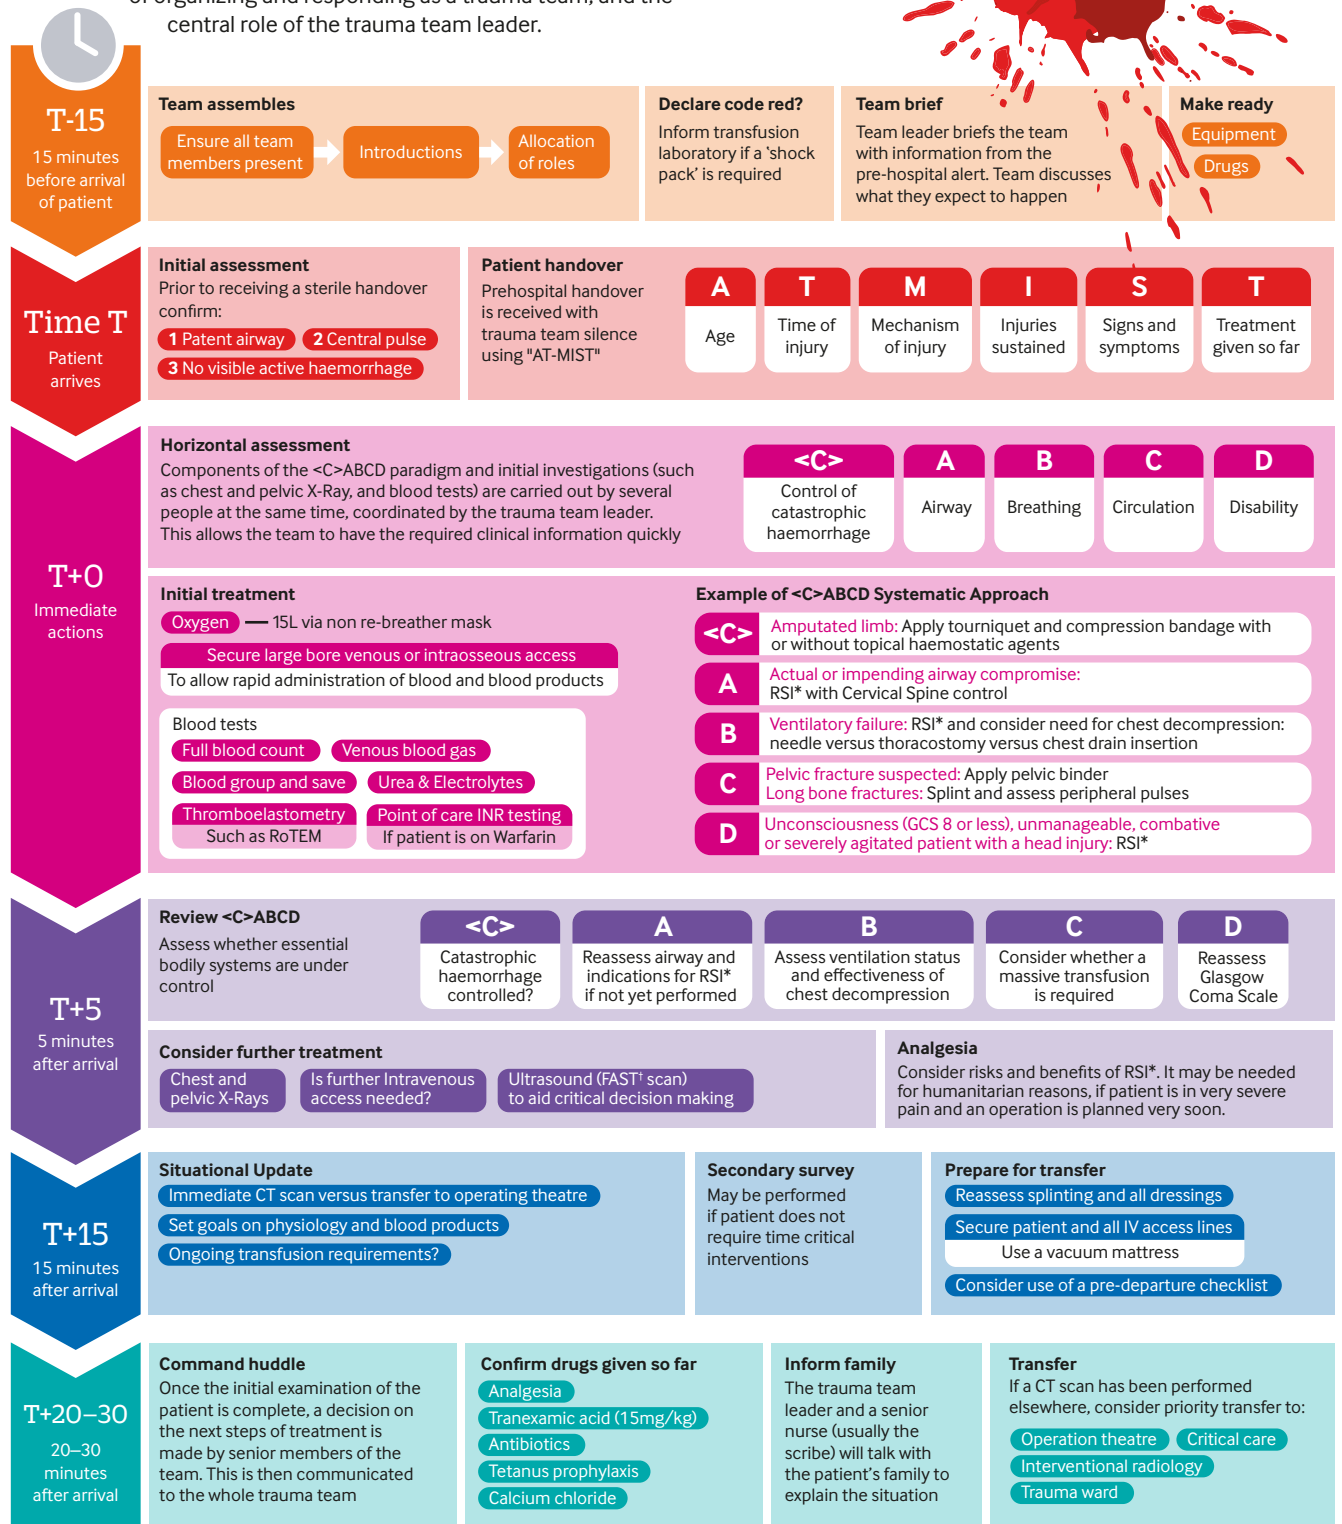 of organizing and responding as a trauma team, and the
central role of the trauma team leader.
T-15
15 minutes
before arrival
of patient
Team assembles
Ensure all team
members present
Introductions
Allocation
of roles
Declare code red?
Inform transfusion
laboratory if a ‘shock
pack’ is required
Team brief
Team leader briefs the team
with information from the
pre-hospital alert. Team discusses
what they expect to happen
Make ready
Equipment
Drugs
Time T
Patient
arrives
Initial assessment
Prior to receiving a sterile handover
confirm:
1 Patent airway
2 Central pulse
3 No visible active haemorrhage
Patient handover
Prehospital handover
is received with
trauma team silence
using "AT-MIST"
A
Age
T
Time of
injury
M
Mechanism
of injury
I
Injuries
sustained
S
Signs and
symptoms
T
Treatment
given so far
T+0
Immediate
actions
Horizontal assessment
Components of the <C>ABCD paradigm and initial investigations (such
as chest and pelvic X-Ray, and blood tests) are carried out by several
people at the same time, coordinated by the trauma team leader.
This allows the team to have the required clinical information quickly
<C>
Control of
catastrophic
haemorrhage
A
Airway
B
Breathing
C
Circulation
D
Disability
Initial treatment
Oxygen — 15L via non re-breather mask
Secure large bore venous or intraosseous access
To allow rapid administration of blood and blood products
Blood tests
Full blood count
Venous blood gas
Blood group and save
Urea & Electrolytes
Thromboelastometry
Such as RoTEM
Point of care INR testing
If patient is on Warfarin
Example of <C>ABCD Systematic Approach
<C>
Amputated limb: Apply tourniquet and compression bandage with
or without topical haemostatic agents
A
Actual or impending airway compromise:
RSI* with Cervical Spine control
B
Ventilatory failure: RSI* and consider need for chest decompression:
needle versus thoracostomy versus chest drain insertion
C
Pelvic fracture suspected: Apply pelvic binder
Long bone fractures: Splint and assess peripheral pulses
D
Unconsciousness (GCS 8 or less), unmanageable, combative
or severely agitated patient with a head injury: RSI*
T+5
5 minutes
after arrival
Review <C>ABCD
Assess whether essential
bodily systems are under
control
<C>
Catastrophic
haemorrhage
controlled?
A
Reassess airway and
indications for RSI*
if not yet performed
B
Assess ventilation status
and effectiveness of
chest decompression
C
Consider whether a
massive transfusion
is required
D
Reassess
Glasgow
Coma Scale
Consider further treatment
Chest and
pelvic X-Rays
Is further Intravenous
access needed?
Ultrasound (FAST† scan)
to aid critical decision making
Analgesia
Consider risks and benefits of RSI*. It may be needed
for humanitarian reasons, if patient is in very severe
pain and an operation is planned very soon.
T+15
15 minutes
after arrival
Situational Update
Immediate CT scan versus transfer to operating theatre
Set goals on physiology and blood products
Ongoing transfusion requirements?
Secondary survey
May be performed
if patient does not
require time critical
interventions
Prepare for transfer
Reassess splinting and all dressings
Secure patient and all IV access lines
Use a vacuum mattress
Consider use of a pre-departure checklist
T+20–30
20–30
minutes
after arrival
Command huddle
Once the initial examination of the
patient is complete, a decision on
the next steps of treatment is
made by senior members of the
team. This is then communicated
to the whole trauma team
Confirm drugs given so far
Analgesia
Tranexamic acid (15mg/kg)
Antibiotics
Tetanus prophylaxis
Calcium chloride
Inform family
The trauma team
leader and a senior
nurse (usually the
scribe) will talk with
the patient’s family to
explain the situation
Transfer
If a CT scan has been performed
elsewhere, consider priority transfer to:
Operation theatre
Critical care
Interventional radiology
Trauma ward